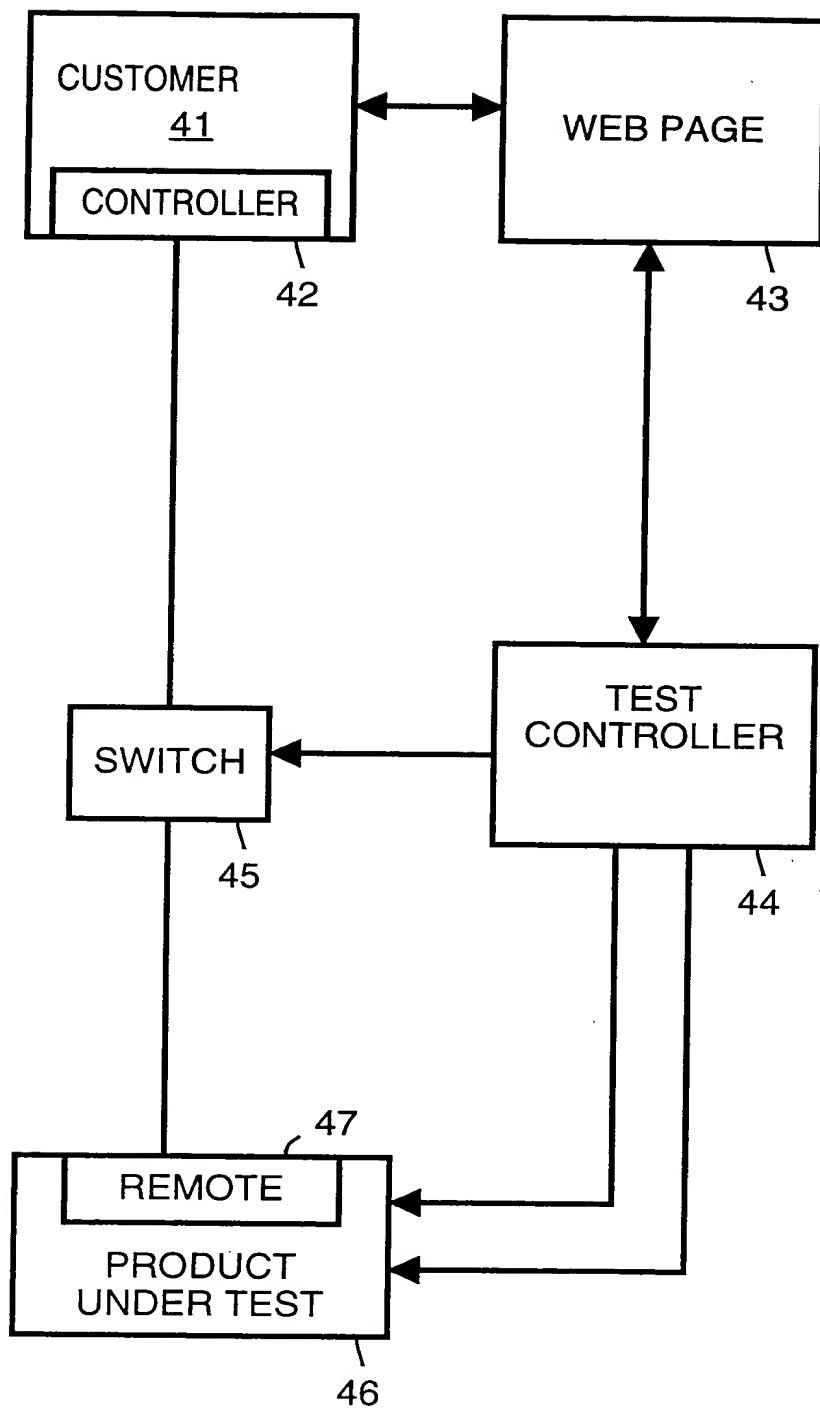 CUSTOMER
41
CONTROLLER
42
WEB PAGE
43
TEST
CONTROLLER
44
SWITCH
45
47
REMOTE
PRODUCT
UNDER TEST
46